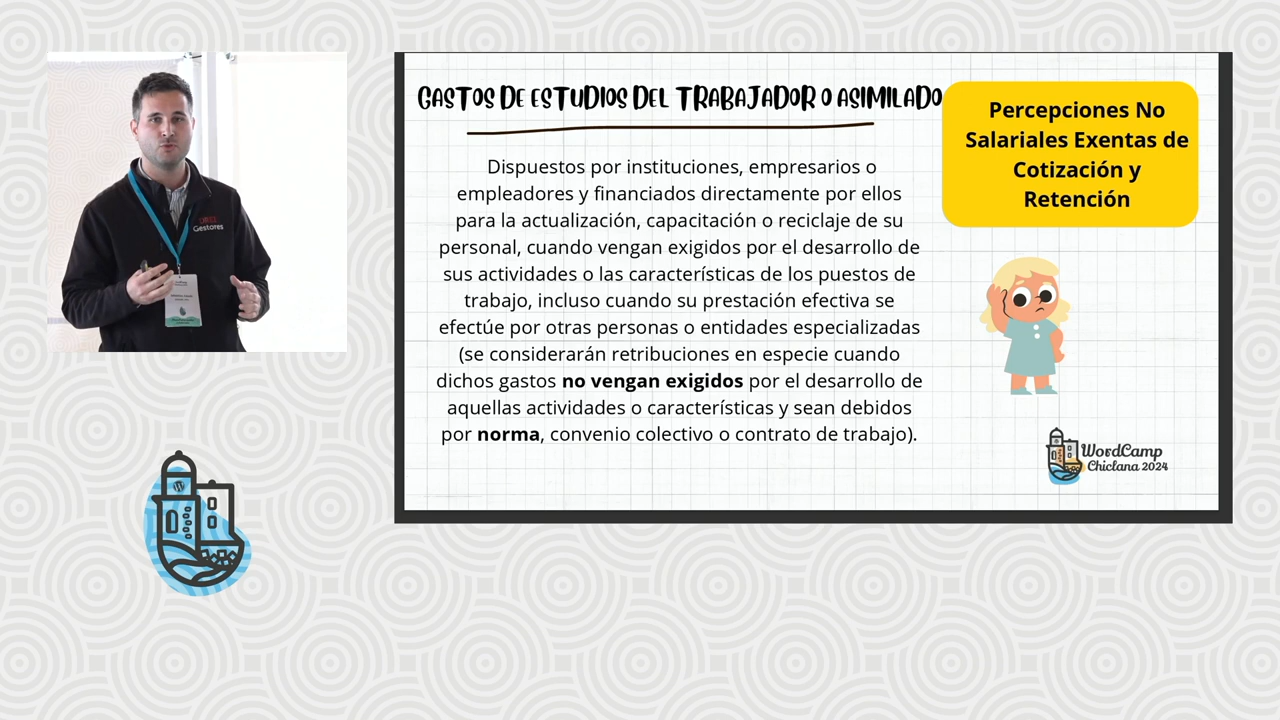 GASTOS DE ESTUDIOS DEL TRABAJADOR O ASIMILADO
Dispuestos por instituciones, empresarios o
empleadores y financiados directamente por ellos
para la actualización, capacitación o reciclaje de su
personal, cuando vengan exigidos por el desarrollo de
sus actividades o las características de los puestos de
trabajo, incluso cuando su prestación efectiva se
efectúe por otras personas o entidades especializadas
(se considerarán retribuciones en especie cuando
dichos gastos no vengan exigidos por el desarrollo de
aquellas actividades o características y sean debidos
por norma, convenio colectivo o contrato de trabajo).
Percepciones No
Salariales Exentas de
Cotización y
Retención
WordCamp
Chiclana 2024
Gestores